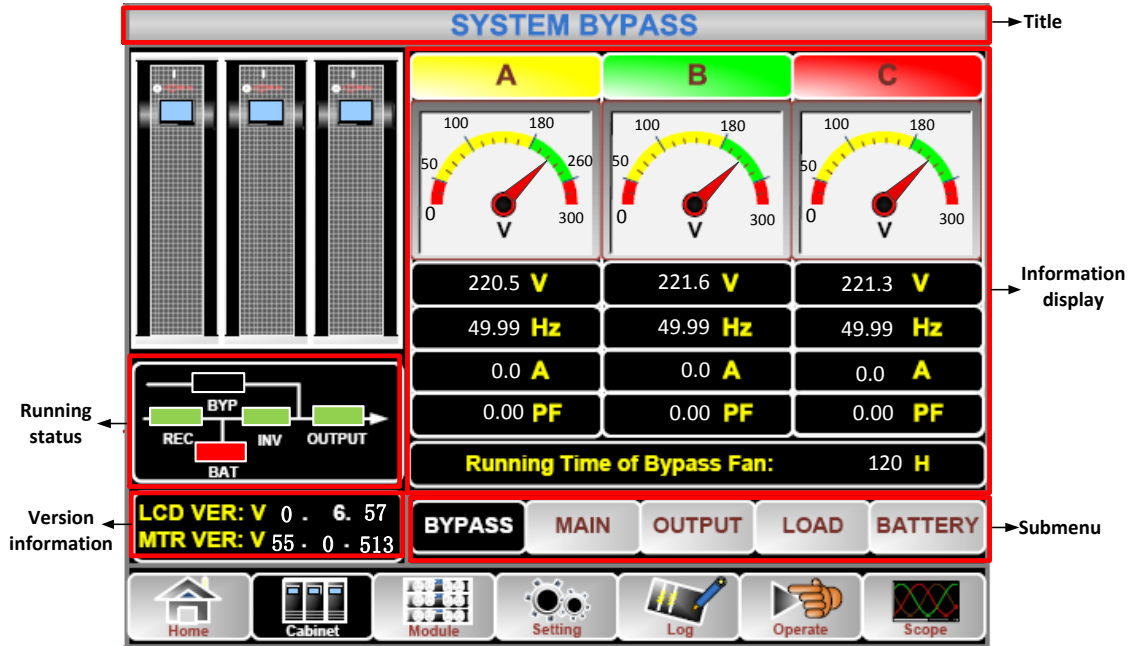 SYSTEM BYPASS
Title
A B C
100 180 100 180 100 180
50 260 50 50
0 300 0 300 0 300
V V V
220.5 V 221.6 V 221.3 V
Information
display
49.99 Hz 49.99 Hz 49.99 Hz
0.0 A 0.0 A 0.0 A
0.00 PF 0.00 PF 0.00 PF
Running Time of Bypass Fan: 120 H
Running
status
BYP
REC INV OUTPUT
BAT
Version
information
LCD VER: V 0 . 6. 57
MTR VER: V 55 . 0 . 513
BYPASS MAIN OUTPUT LOAD BATTERY
Submenu
Home Cabinet Module Setting Log Operate Scope